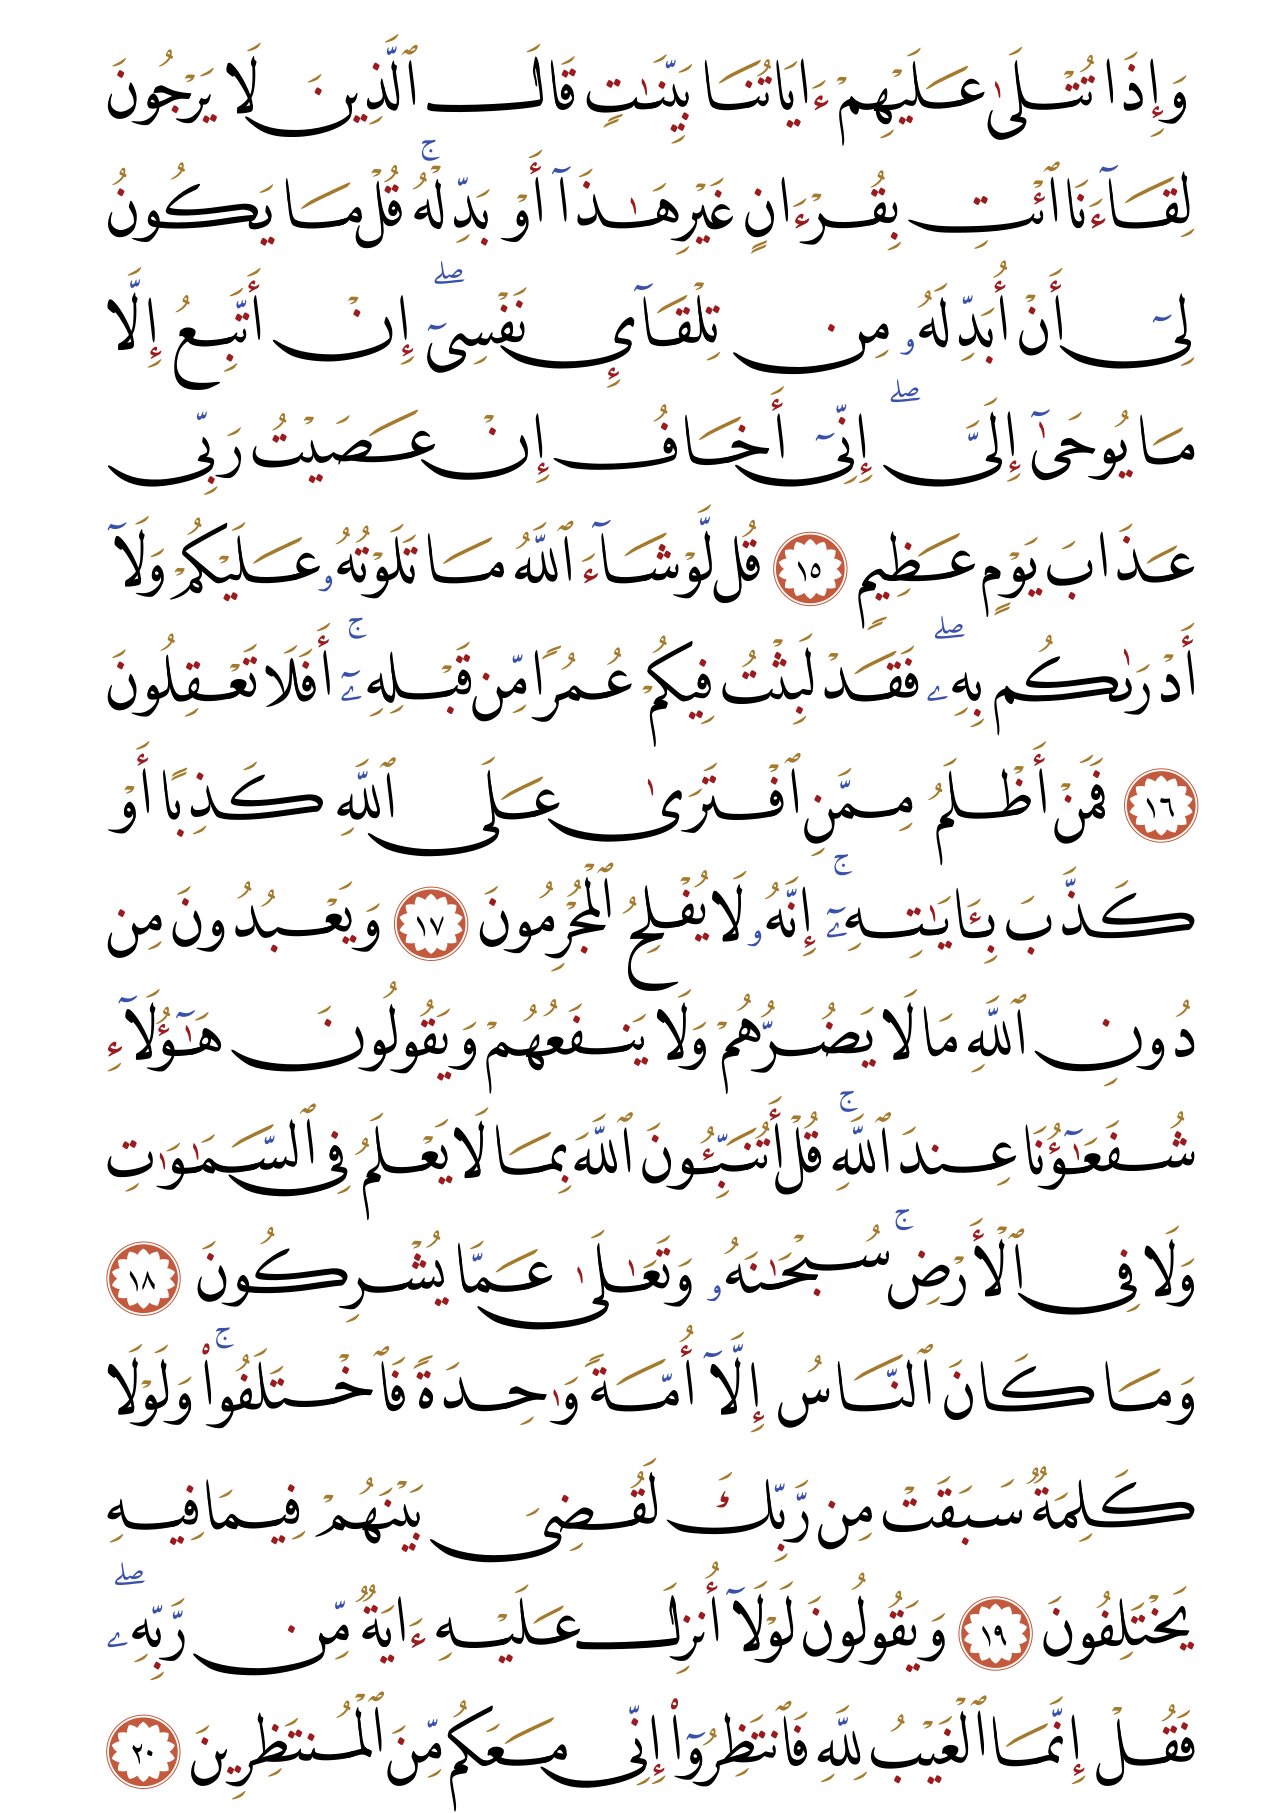 وَإِذَا تُتْلَىٰ عَلَيْهِمْ ءَايَاتُنَا بَيِّنَـٰتٍ قَالَ ٱلَّذِينَ لَا يَرْجُونَ
لِقَآءَنَا ٱئْتِ بِقُرْءَانٍ غَيْرِ هَـٰذَآ أَوْ بَدِّلْهُ ۚ قُلْ مَا يَكُونُ
لِىٓ أَنْ أُبَدِّلَهُۥ مِن تِلْقَآئِ نَفْسِىٓ ۖ إِنْ أَتَّبِعُ إِلَّا
مَا يُوحَىٰٓ إِلَىَّ ۖ إِنِّىٓ أَخَافُ إِنْ عَصَيْتُ رَبِّى
عَذَابَ يَوْمٍ عَظِيمٍ ١٥ قُل لَّوْ شَآءَ ٱللَّهُ مَا تَلَوْتُهُۥ عَلَيْكُمْ وَلَآ
أَدْرَىٰكُم بِهِۦ ۖ فَقَدْ لَبِثْتُ فِيكُمْ عُمُرًا مِّن قَبْلِهِۦٓ ۚ أَفَلَا تَعْقِلُونَ
١٦ فَمَنْ أَظْلَمُ مِمَّنِ ٱفْتَرَىٰ عَلَى ٱللَّهِ كَذِبًا أَوْ
كَذَّبَ بِـَٔايَـٰتِهِۦٓ ۚ إِنَّهُۥ لَا يُفْلِحُ ٱلْمُجْرِمُونَ ١٧ وَيَعْبُدُونَ مِن
دُونِ ٱللَّهِ مَا لَا يَضُرُّهُمْ وَلَا يَنفَعُهُمْ وَيَقُولُونَ هَـٰٓؤُلَآءِ
شُفَعَـٰٓؤُنَا عِندَ ٱللَّهِ ۚ قُلْ أَتُنَبِّـُٔونَ ٱللَّهَ بِمَا لَا يَعْلَمُ فِى ٱلسَّمَـٰوَٰتِ
وَلَا فِى ٱلْأَرْضِ ۚ سُبْحَـٰنَهُۥ وَتَعَـٰلَىٰ عَمَّا يُشْرِكُونَ ١٨
وَمَا كَانَ ٱلنَّاسُ إِلَّآ أُمَّةً وَٰحِدَةً فَٱخْتَلَفُوا۟ ۚ وَلَوْلَا
كَلِمَةٌ سَبَقَتْ مِن رَّبِّكَ لَقُضِىَ بَيْنَهُمْ فِيمَا فِيهِ
يَخْتَلِفُونَ ١٩ وَيَقُولُونَ لَوْلَآ أُنزِلَ عَلَيْهِ ءَايَةٌ مِّن رَّبِّهِۦ ۖ
فَقُلْ إِنَّمَا ٱلْغَيْبُ لِلَّهِ فَٱنتَظِرُوٓا۟ إِنِّى مَعَكُم مِّنَ ٱلْمُنتَظِرِينَ ٢٠